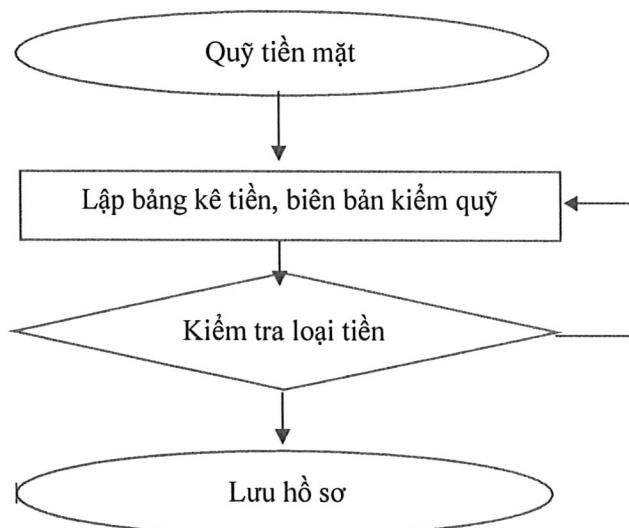 Quỹ tiền mặt
Lập bảng kê tiền, biên bản kiểm quỹ
Kiểm tra loại tiền
Lưu hồ sơ